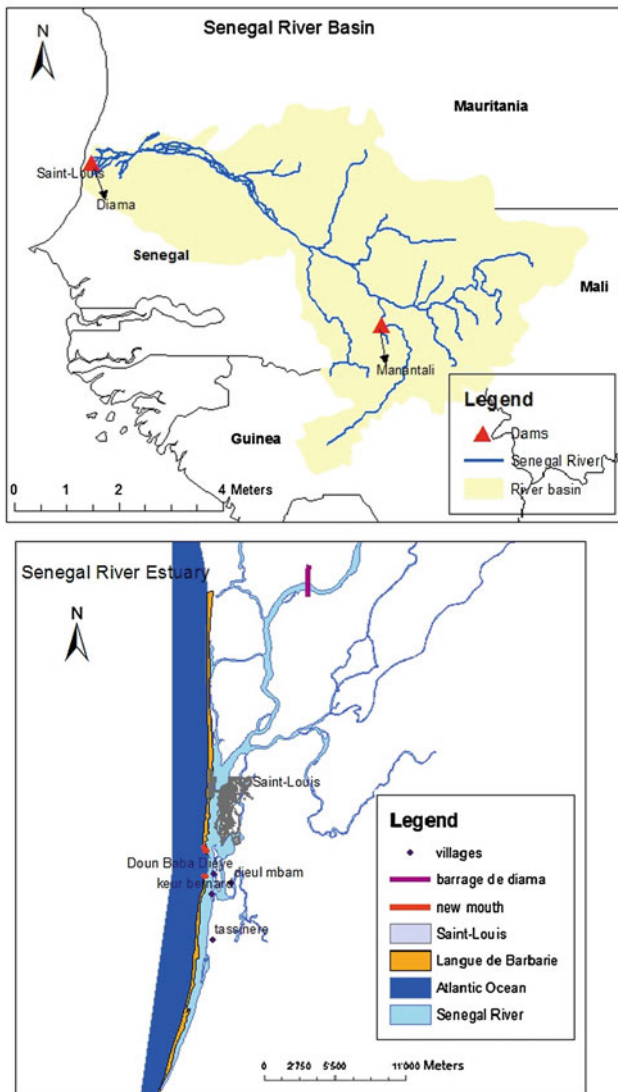 Senegal River Basin
N
Mauritania
Saint-Louis
Diama
Senegal
Mali
Manantali
Guinea
Legend
Dams
Senegal River
River basin
0 1 2 4 Meters
Senegal River Estuary
N
Saint-Louis
Doun Baba Dieye
dieul mbam
keur bernard
tassinere
Legend
villages
barrage de diama
new mouth
Saint-Louis
Langue de Barbarie
Atlantic Ocean
Senegal River
0 2'750 5'500 11'000 Meters